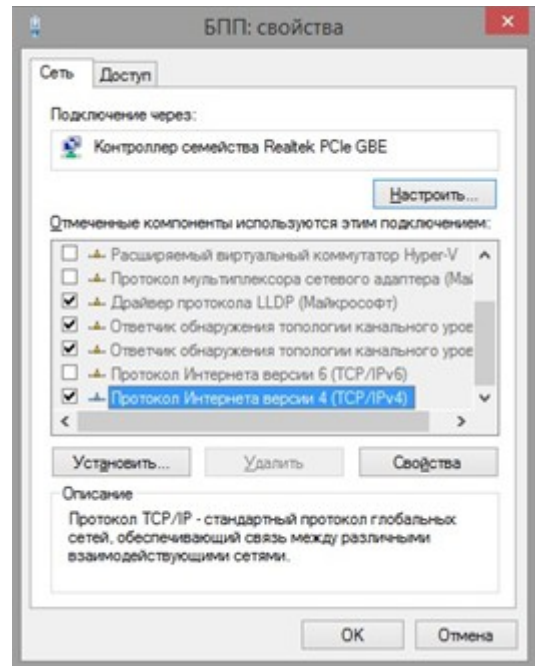 БПП: свойства
Сеть
Доступ
Подключение через:
Контроллер семейства Realtek PCIe GBE
Настроить...
Отмеченные компоненты используются этим подключением:
Расширяемый виртуальный коммутатор Hyper-V
Протокол мультиплексора сетевого адаптера (Май
Драйвер протокола LLDP (Майкрософт)
Ответчик обнаружения топологии канального уров
Ответчик обнаружения топологии канального уров
Протокол Интернета версии 6 (TCP/IPv6)
Протокол Интернета версии 4 (TCP/IPv4)
Установить...
Удалить
Свойства
Описание
Протокол TCP/IP - стандартный протокол глобальных
сетей, обеспечивающий связь между различными
взаимодействующими сетями.
OK
Отмена